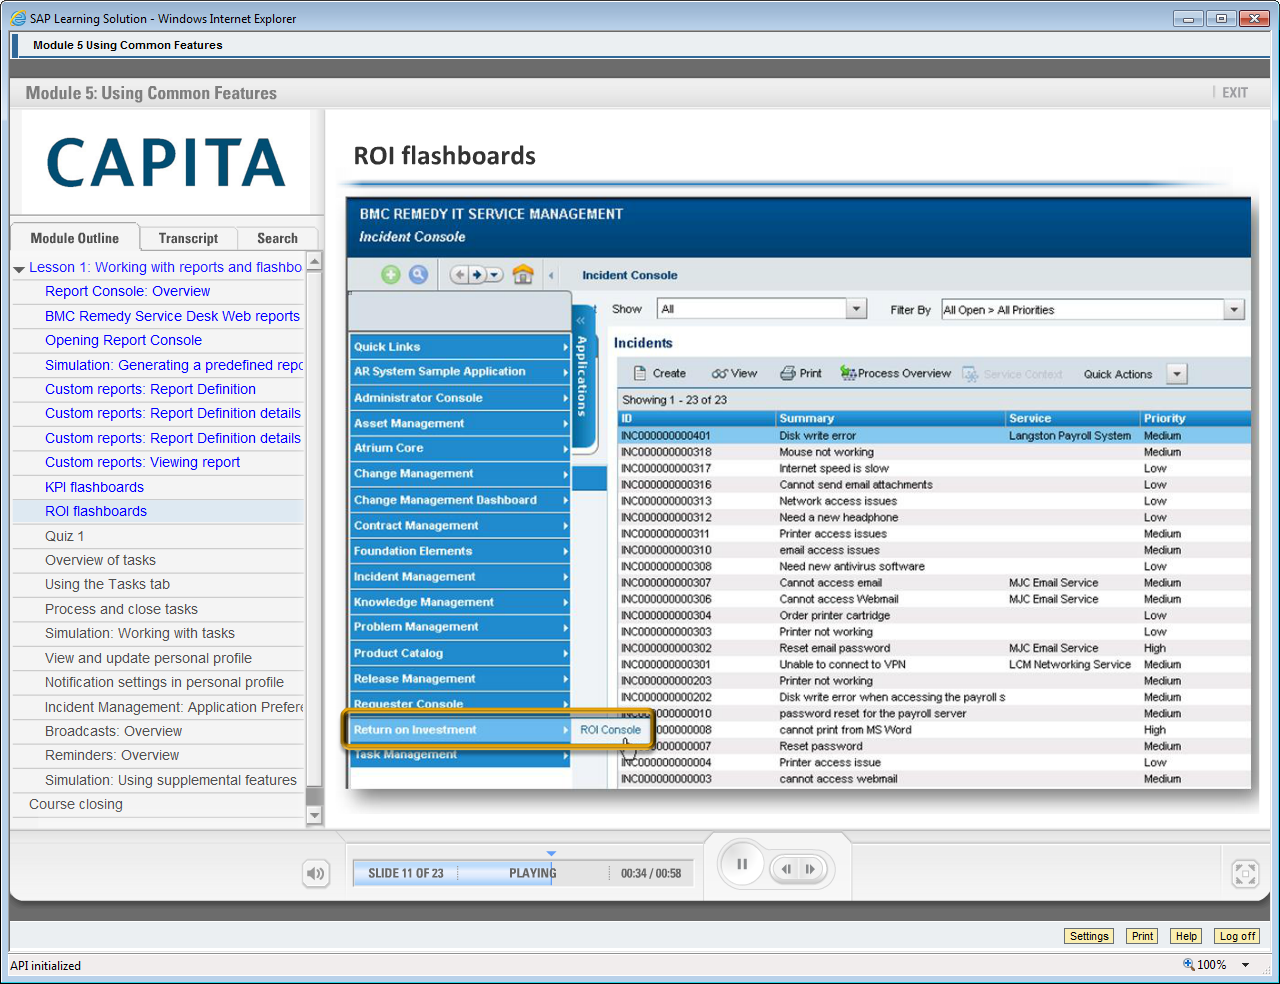 SAP Learning Solution - Windows Internet Explorer
Module 5 Using Common Features
Module 5: Using Common Features
EXIT
CAPITA
Module Outline
Transcript
Search
Lesson 1: Working with reports and flashbo
Report Console: Overview
BMC Remedy Service Desk Web reports
Opening Report Console
Simulation: Generating a predefined repo
Custom reports: Report Definition
Custom reports: Report Definition details
Custom reports: Report Definition details
Custom reports: Viewing report
KPI flashboards
ROI flashboards
Quiz 1
Overview of tasks
Using the Tasks tab
Process and close tasks
Simulation: Working with tasks
View and update personal profile
Notification settings in personal profile
Incident Management: Application Prefere
Broadcasts: Overview
Reminders: Overview
Simulation: Using supplemental features
Course closing
ROI flashboards
BMC REMEDY IT SERVICE MANAGEMENT
Incident Console
Incident Console
Show All Filter By All Open > All Priorities
Applications
Quick Links
AR System Sample Application
Administrator Console
Asset Management
Atrium Core
Change Management
Change Management Dashboard
Contract Management
Foundation Elements
Incident Management
Knowledge Management
Problem Management
Product Catalog
Release Management
Requester Console
Return on Investment
ROI Console
Task Management
Incidents
Create View Print Process Overview Service Context Quick Actions
Showing 1 - 23 of 23
ID Summary Service Priority
INC000000000401 Disk write error Langston Payroll System Medium
INC000000000318 Mouse not working Medium
INC000000000317 Internet speed is slow Low
INC000000000316 Cannot send email attachments Low
INC000000000313 Network access issues Low
INC000000000312 Need a new headphone Low
INC000000000311 Printer access issues Medium
INC000000000310 email access issues Medium
INC000000000308 Need new antivirus software Low
INC000000000307 Cannot access email MJC Email Service Medium
INC000000000306 Cannot access Webmail MJC Email Service Medium
INC000000000304 Order printer cartridge Low
INC000000000303 Printer not working Low
INC000000000302 Reset email password MJC Email Service High
INC000000000301 Unable to connect to VPN LCM Networking Service Medium
INC000000000203 Printer not working Medium
INC000000000202 Disk write error when accessing the payroll s Medium
INC000000000010 password reset for the payroll server Medium
000000008 cannot print from MS Word High
000000007 Reset password Medium
INC000000000004 Printer access issue Low
INC000000000003 cannot access webmail Medium
SLIDE 11 OF 23 PLAYING 00:34 / 00:58
Settings Print Help Log off
API initialized
100%